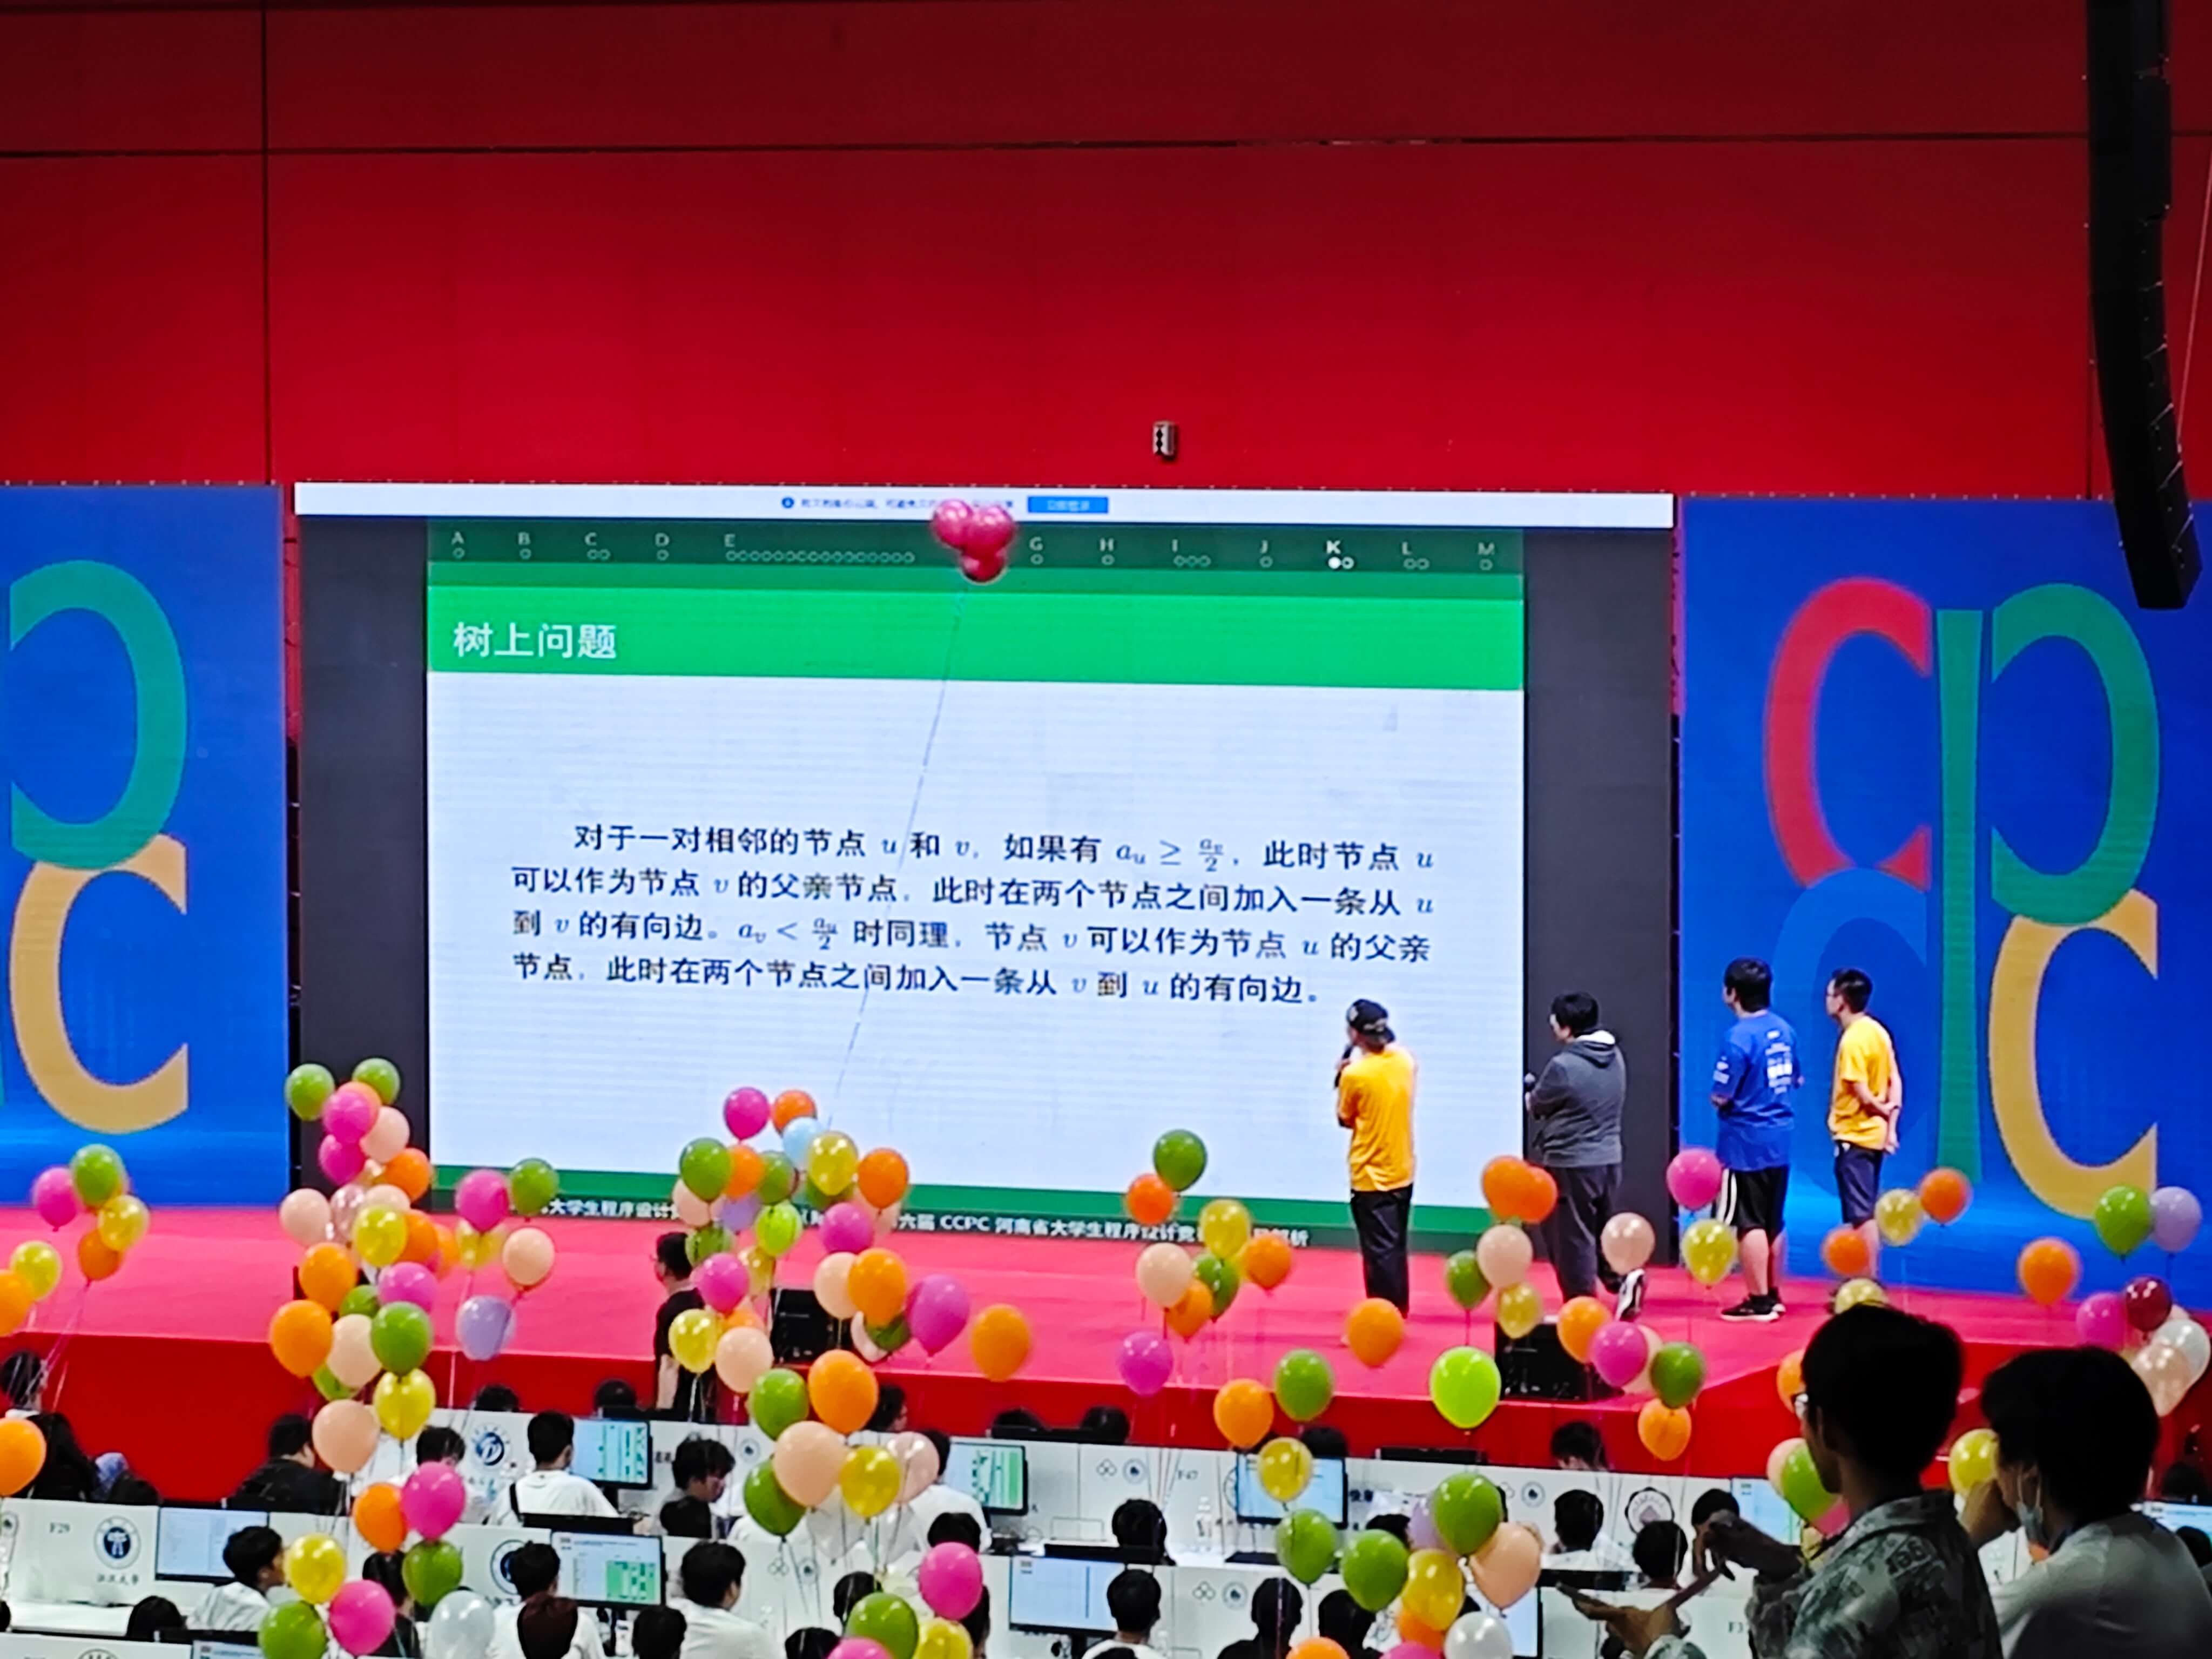 A B C D E G H I J K L M
树上问题
对于一对相邻的节点 u 和 v, 如果有 a_u ≥ a_v/2, 此时节点 u
可以作为节点 v 的父亲节点, 此时在两个节点之间加入一条从 u
到 v 的有向边。a_v < a_u/2 时同理, 节点 v 可以作为节点 u 的父亲
节点, 此时在两个节点之间加入一条从 v 到 u 的有向边。
大学生程序设计竞
六届 CCPC 河南省大学生程序设计竞
解析
C
C
C
P
C
F29
F47